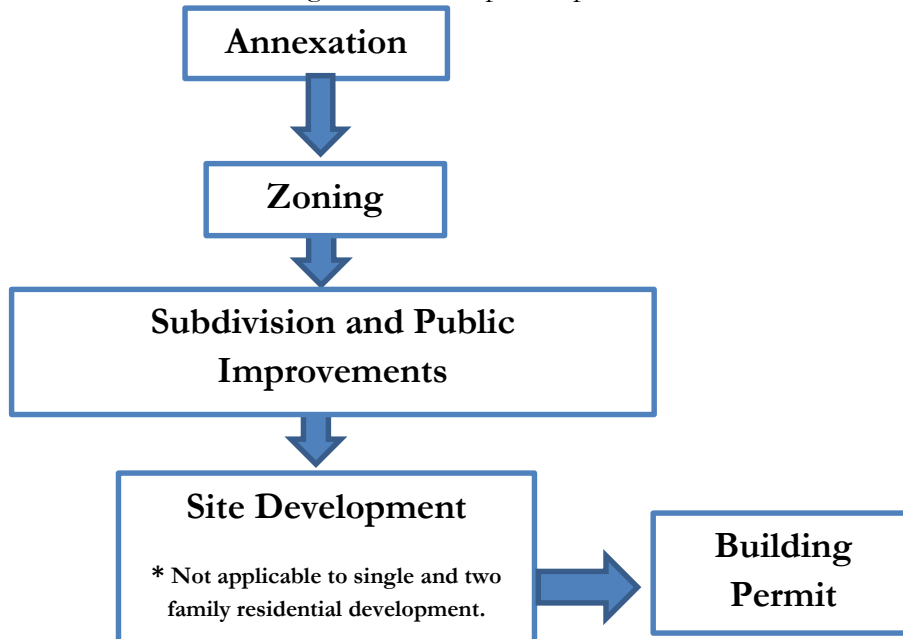 Annexation
Zoning
Subdivision and Public
Improvements
Site Development
* Not applicable to single and two
family residential development.
Building
Permit